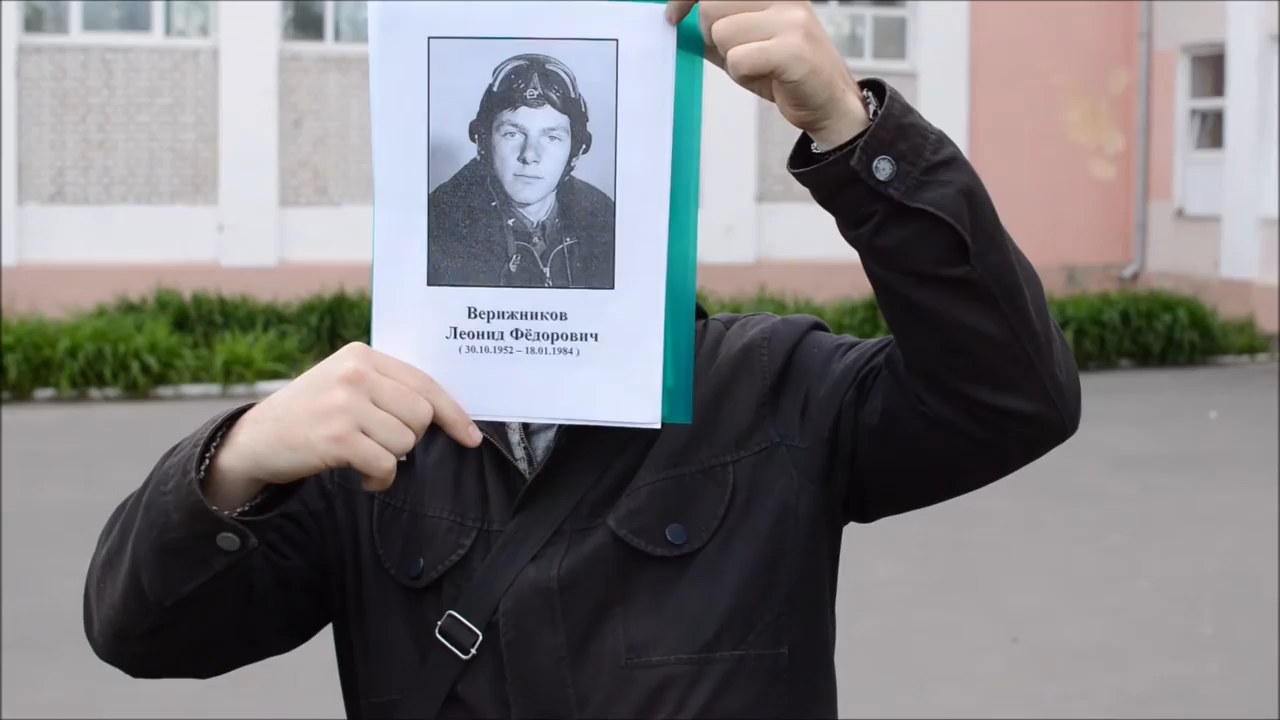 Верижников
Леонид Фёдорович
( 30.10.1952 – 18.01.1984 )